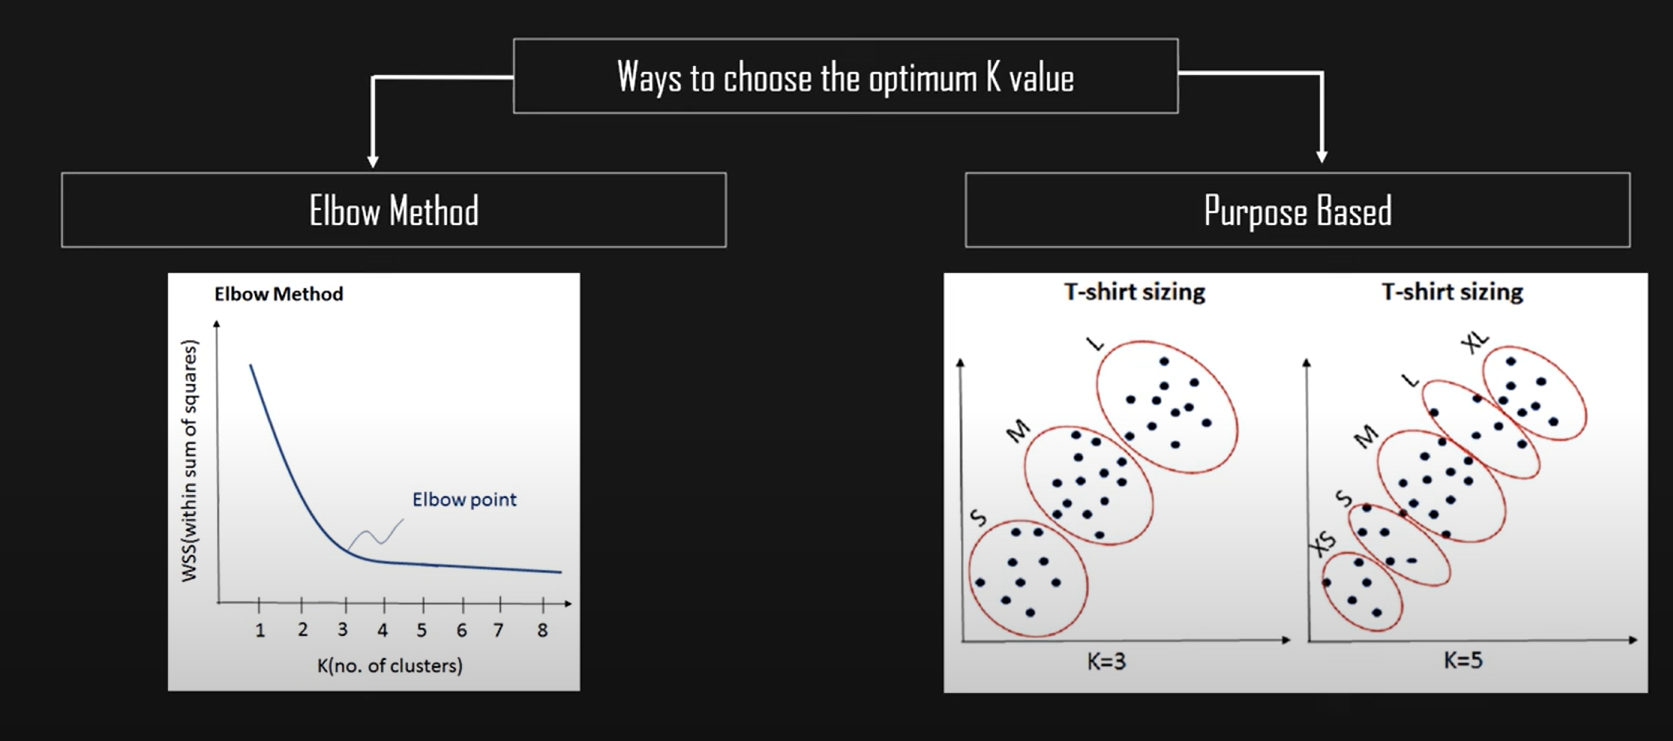 Ways to choose the optimum K value
Elbow Method
Purpose Based
Elbow Method
WSS(within sum of squares)
Elbow point
1 2 3 4 5 6 7 8
K(no. of clusters)
T-shirt sizing
L
M
S
K=3
T-shirt sizing
XL
L
M
S
XS
K=5